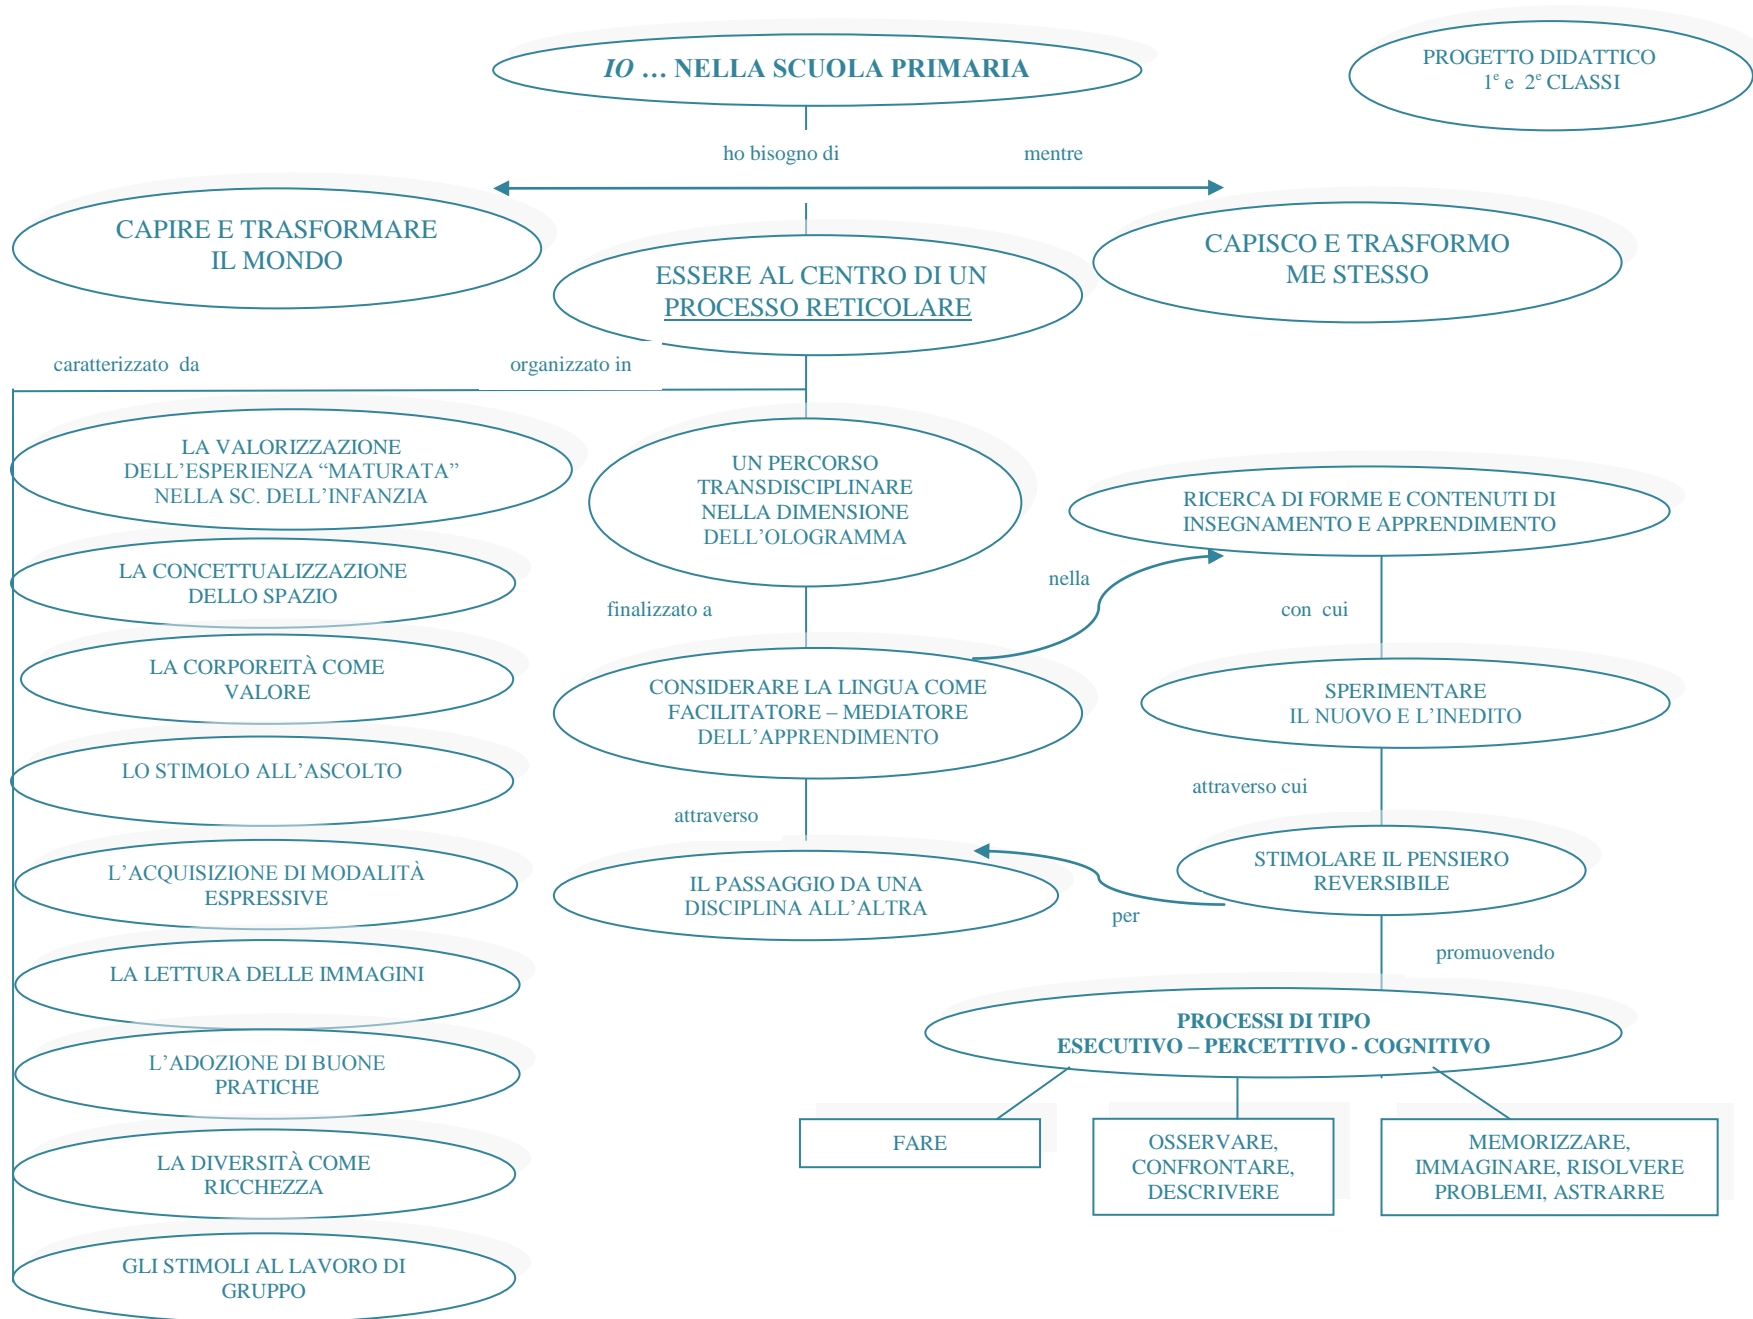 IO … NELLA SCUOLA PRIMARIA
PROGETTO DIDATTICO
1e e 2e CLASSI
ho bisogno di
mentre
CAPIRE E TRASFORMARE
IL MONDO
CAPISCO E TRASFORMO
ME STESSO
ESSERE AL CENTRO DI UN
PROCESSO RETICOLARE
caratterizzato da
organizzato in
LA VALORIZZAZIONE
DELL’ESPERIENZA “MATURATA”
NELLA SC. DELL’INFANZIA
LA CONCETTUALIZZAZIONE
DELLO SPAZIO
LA CORPOREITÀ COME
VALORE
LO STIMOLO ALL’ASCOLTO
L’ACQUISIZIONE DI MODALITÀ
ESPRESSIVE
LA LETTURA DELLE IMMAGINI
L’ADOZIONE DI BUONE
PRATICHE
LA DIVERSITÀ COME
RICCHEZZA
GLI STIMOLI AL LAVORO DI
GRUPPO
UN PERCORSO
TRANSDISCIPLINARE
NELLA DIMENSIONE
DELL’OLOGRAMMA
finalizzato a
CONSIDERARE LA LINGUA COME
FACILITATORE – MEDIATORE
DELL’APPRENDIMENTO
attraverso
IL PASSAGGIO DA UNA
DISCIPLINA ALL’ALTRA
nella
RICERCA DI FORME E CONTENUTI DI
INSEGNAMENTO E APPRENDIMENTO
con cui
SPERIMENTARE
IL NUOVO E L’INEDITO
attraverso cui
STIMOLARE IL PENSIERO
REVERSIBILE
per
promuovendo
PROCESSI DI TIPO
ESECUTIVO – PERCETTIVO - COGNITIVO
FARE
OSSERVARE,
CONFRONTARE,
DESCRIVERE
MEMORIZZARE,
IMMAGINARE, RISOLVERE
PROBLEMI, ASTRARRE